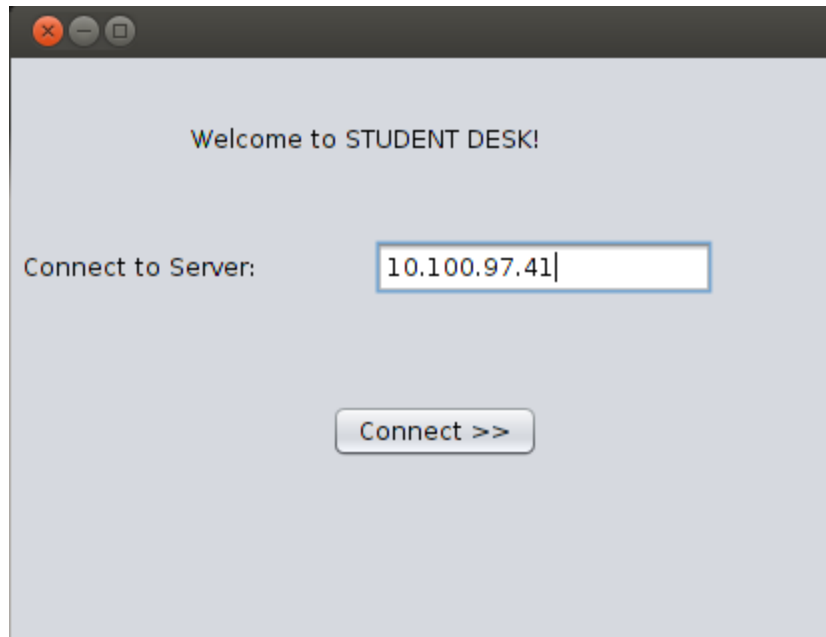 Welcome to STUDENT DESK!
Connect to Server:
10.100.97.41
Connect >>